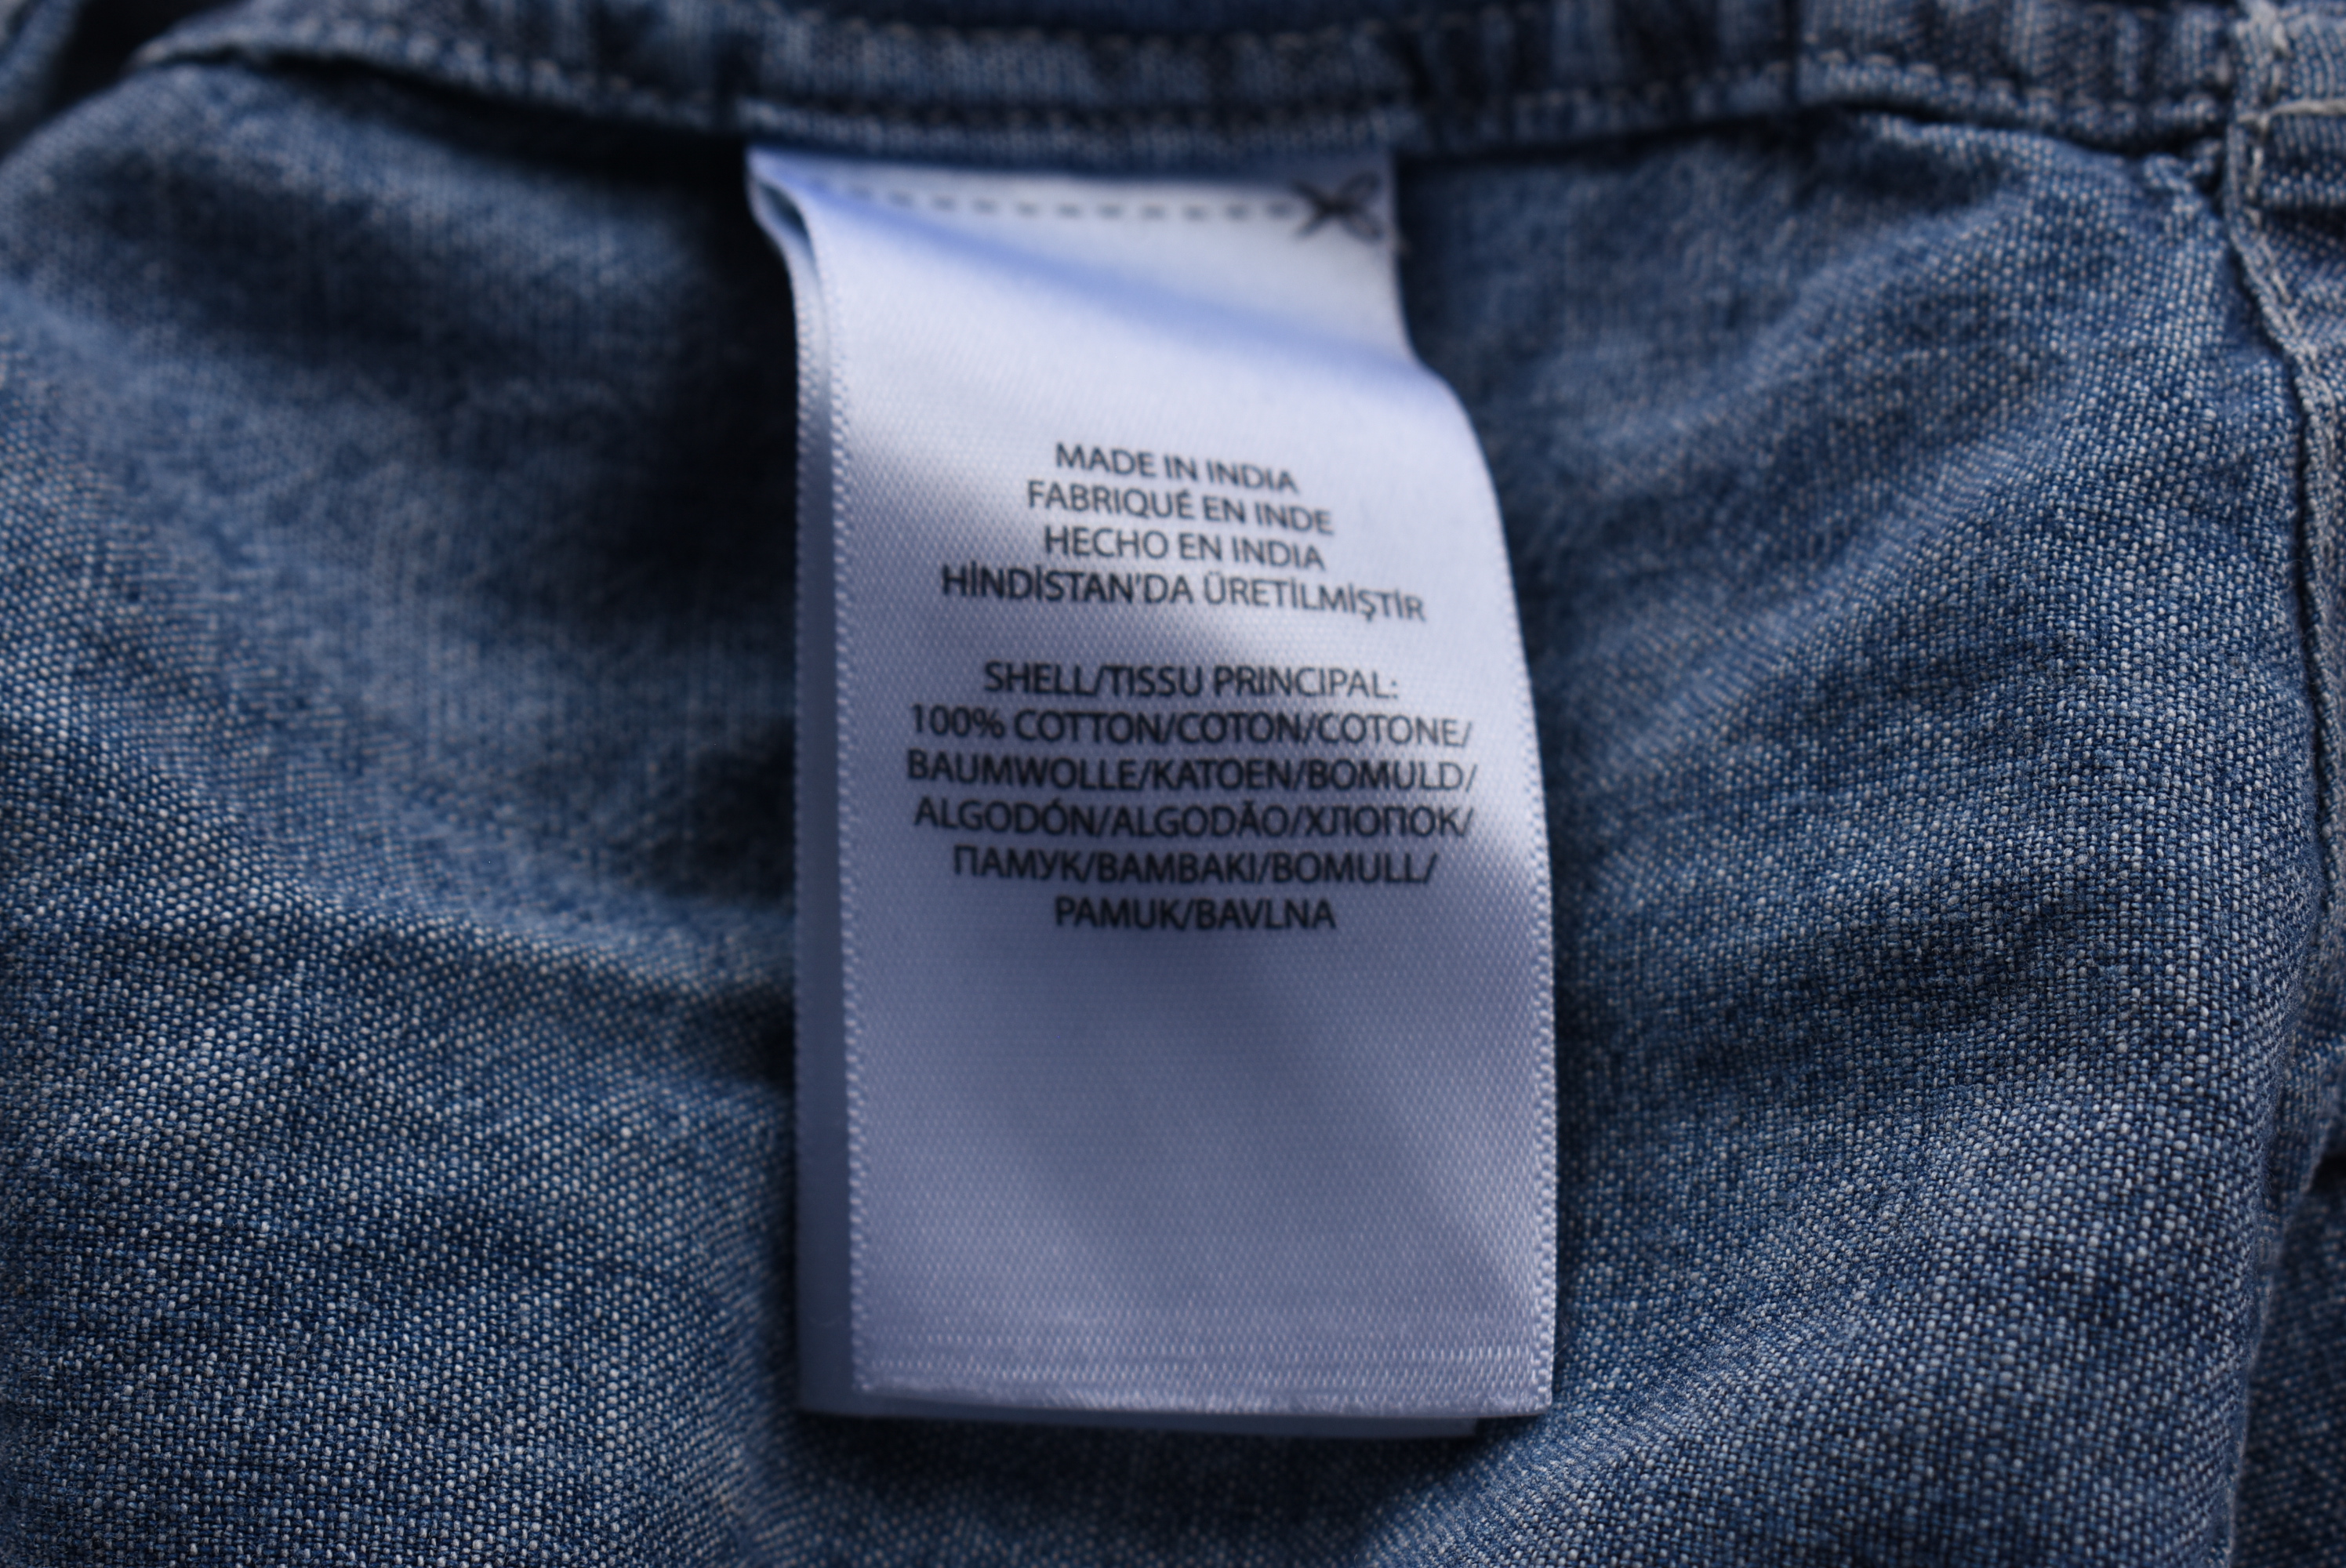 MADE IN INDIA
FABRIQUÉ EN INDE
HECHO EN INDIA
HİNDİSTAN'DA ÜRETİLMİŞTİR
SHELL/TISSU PRINCIPAL:
100% COTTON/COTON/COTONE/
BAUMWOLLE/KATOEN/BOMULD/
ALGODÓN/ALGODÃO/ХЛОПОК/
ПАМУК/ΒΑΜΒΑΚΙ/BOMULL/
PAMUK/BAVLNA